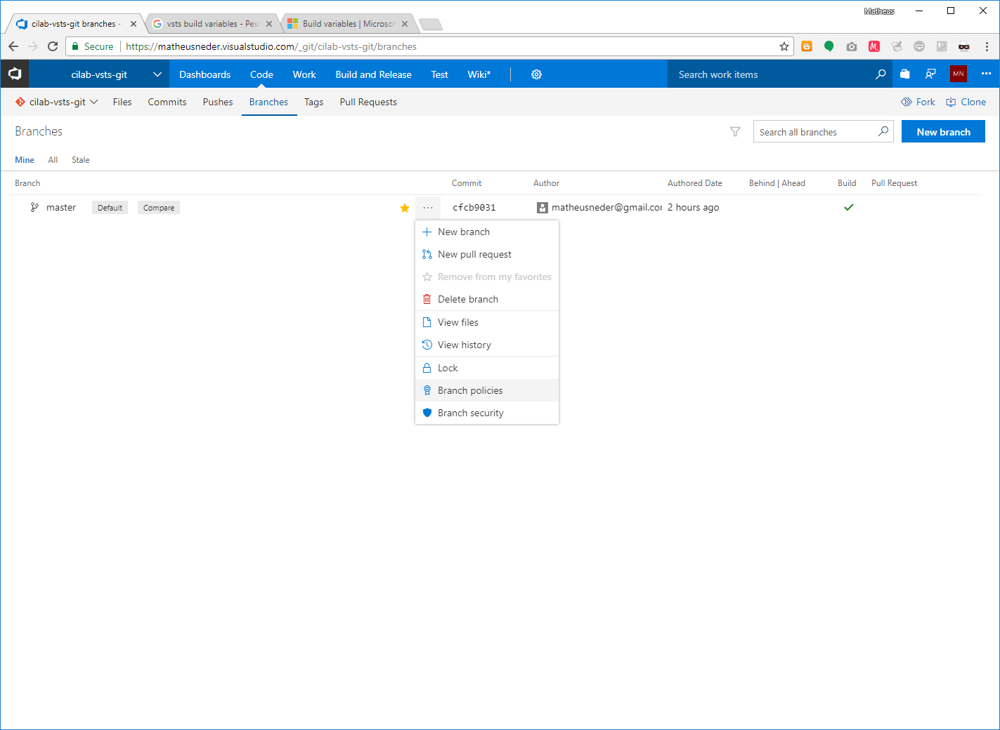 Matheus
cilab-vsts-git branches -
vsts build variables - Pes
Build variables | Microsof
Secure
https://matheusneder.visualstudio.com/_git/cilab-vsts-git/branches
cilab-vsts-git
Dashboards
Code
Work
Build and Release
Test
Wiki*
Search work items
MN
cilab-vsts-git
Files
Commits
Pushes
Branches
Tags
Pull Requests
Fork
Clone
Branches
Search all branches
New branch
Mine
All
Stale
Branch
Commit
Author
Authored Date
Behind | Ahead
Build
Pull Request
master
Default
Compare
cfcb9031
matheusneder@gmail.cor
2 hours ago
New branch
New pull request
Remove from my favorites
Delete branch
View files
View history
Lock
Branch policies
Branch security